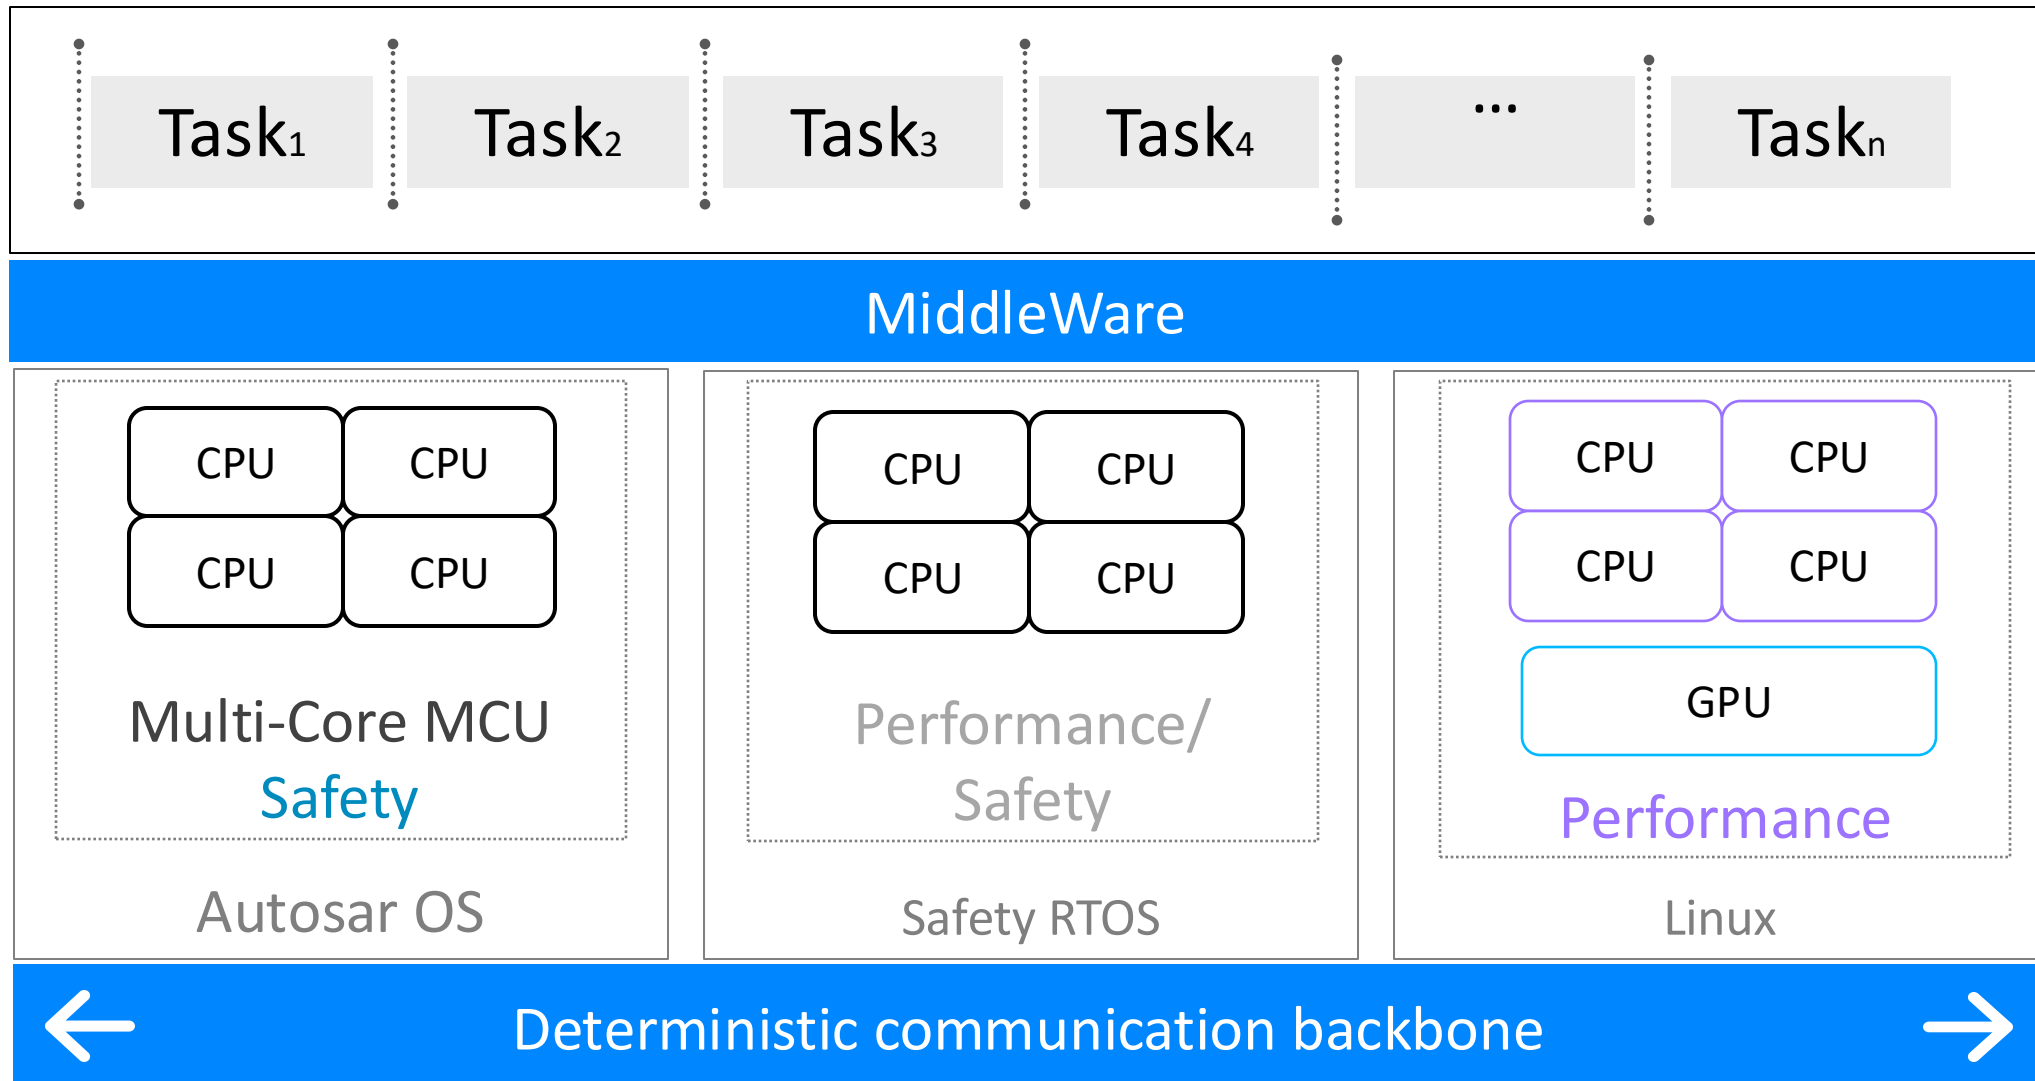 Task1 Task2 Task3 Task4 ... Taskn
MiddleWare
CPU CPU CPU CPU CPU CPU
CPU CPU CPU CPU CPU CPU
GPU
Multi-Core MCU
Safety
Performance/
Safety
Performance
Autosar OS
Safety RTOS
Linux
Deterministic communication backbone